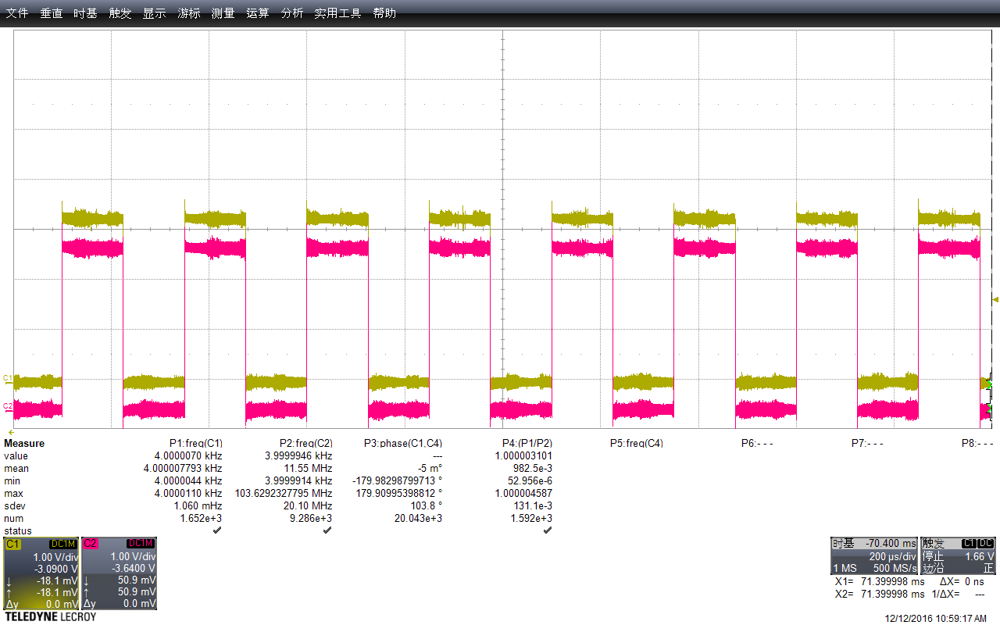 文件 垂直 时基 触发 显示 游标 测量 运算 分析 实用工具 帮助
C1
C2
Measure P1:freq(C1) P2:freq(C2) P3:phase(C1,C4) P4:(P1/P2) P5:freq(C4) P6:- - - P7:- - - P8:- - -
value 4.0000070 kHz 3.9999946 kHz --- 1.000003101
mean 4.000007793 kHz 11.55 MHz -5 m° 982.5e-3
min 4.0000044 kHz 3.9999914 kHz -179.98298799713 ° 52.956e-6
max 4.0000110 kHz 103.6292327795 MHz 179.90995398812 ° 1.000004587
sdev 1.060 mHz 20.10 MHz 103.8 ° 131.1e-3
num 1.652e+3 9.286e+3 20.043e+3 1.592e+3
status
C1 DC1M
1.00 V/div
-3.0900 V
↓ -18.1 mV
↑ -18.1 mV
Δy 0.0 mV
C2 DC1M
1.00 V/div
-3.6400 V
↓ 50.9 mV
↑ 50.9 mV
Δy 0.0 mV
时基 -70.400 ms
200 µs/div
1 MS 500 MS/s
触发 C1 DC
停止 1.66 V
边沿 正
X1= 71.399998 ms ΔX= 0 ns
X2= 71.399998 ms 1/ΔX= ---
TELEDYNE LECROY
12/12/2016 10:59:17 AM